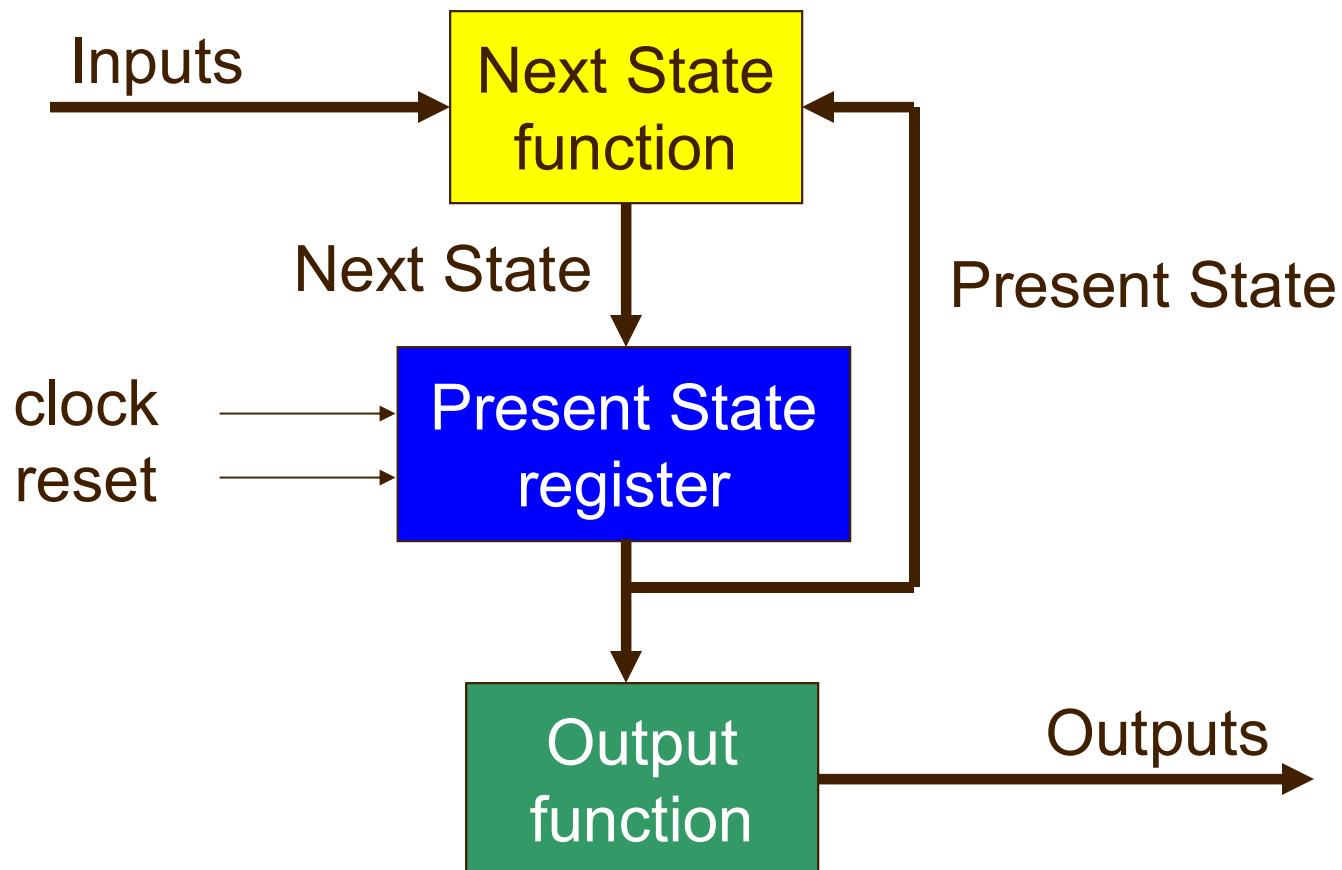 Inputs
Next State
function
Next State
Present State
clock
reset
Present State
register
Output
function
Outputs